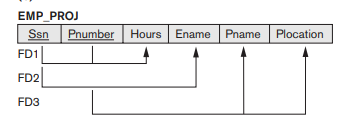 EMP_PROJ
Ssn Pnumber Hours Ename Pname Plocation
FD1
FD2
FD3